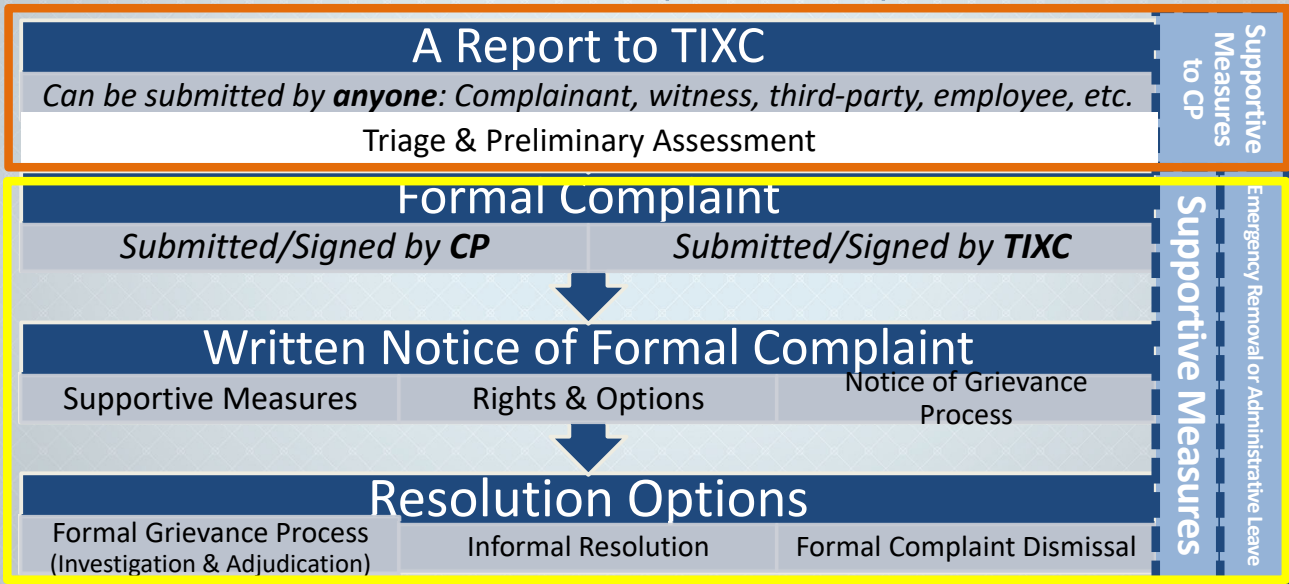 A Report to TIXC
Can be submitted by anyone: Complainant, witness, third-party, employee, etc.
Triage & Preliminary Assessment
Supportive
Measures
to CP
Formal Complaint
Submitted/Signed by CP
Submitted/Signed by TIXC
Written Notice of Formal Complaint
Supportive Measures
Rights & Options
Notice of Grievance
Process
Resolution Options
Formal Grievance Process
(Investigation & Adjudication)
Informal Resolution
Formal Complaint Dismissal
Supportive Measures
Emergency Removal or Administrative Leave